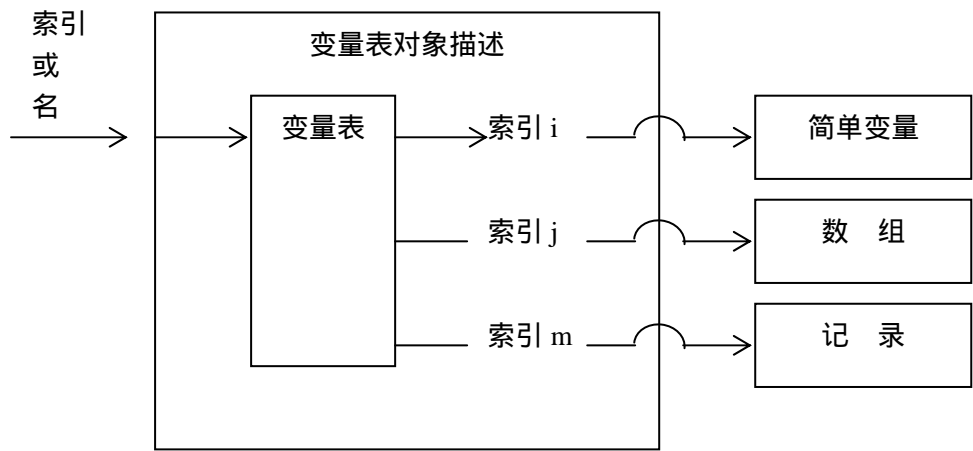 索引
或
名
变量表对象描述
变量表
索引 i
简单变量
索引 j
数 组
索引 m
记 录